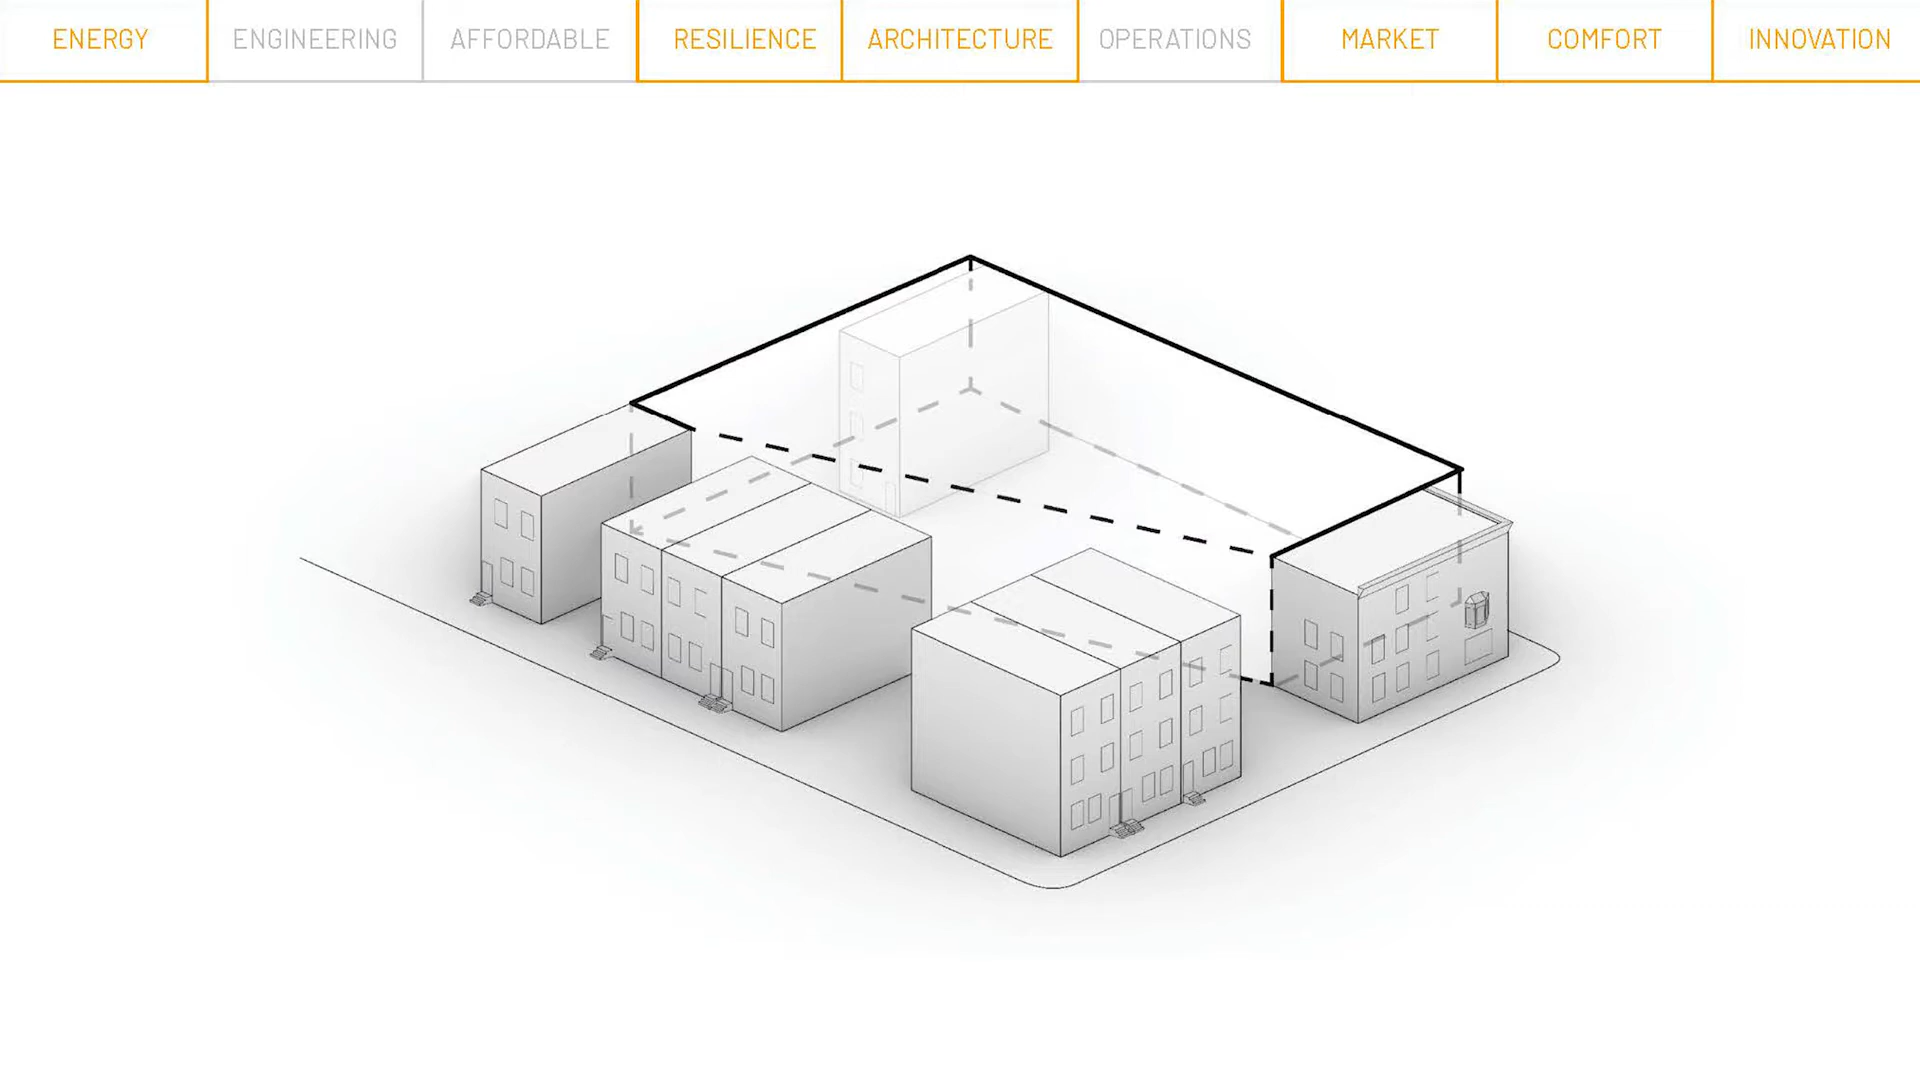 ENERGY
ENGINEERING
AFFORDABLE
RESILIENCE
ARCHITECTURE
OPERATIONS
MARKET
COMFORT
INNOVATION